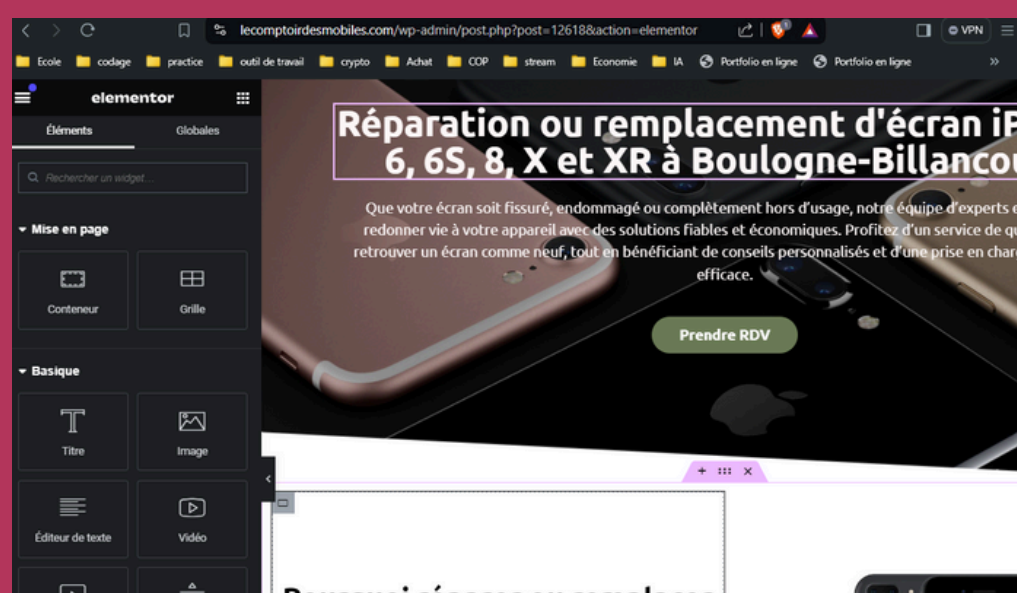 lecomptoirdesmobiles.com/wp-admin/post.php?post=12618&action=elementor
VPN
Ecole codage practice outil de travail crypto Achat COP stream Economie IA Portfolio en ligne Portfolio en ligne »
elementor
Éléments Globales
Rechercher un widget...
Mise en page
Conteneur Grille
Basique
Titre Image
Éditeur de texte Vidéo
Réparation ou remplacement d'écran iP
6, 6S, 8, X et XR à Boulogne-Billancou
Que votre écran soit fissuré, endommagé ou complètement hors d'usage, notre équipe d'experts e
redonner vie à votre appareil avec des solutions fiables et économiques. Profitez d'un service de qu
retrouver un écran comme neuf, tout en bénéficiant de conseils personnalisés et d'une prise en char
efficace.
Prendre RDV